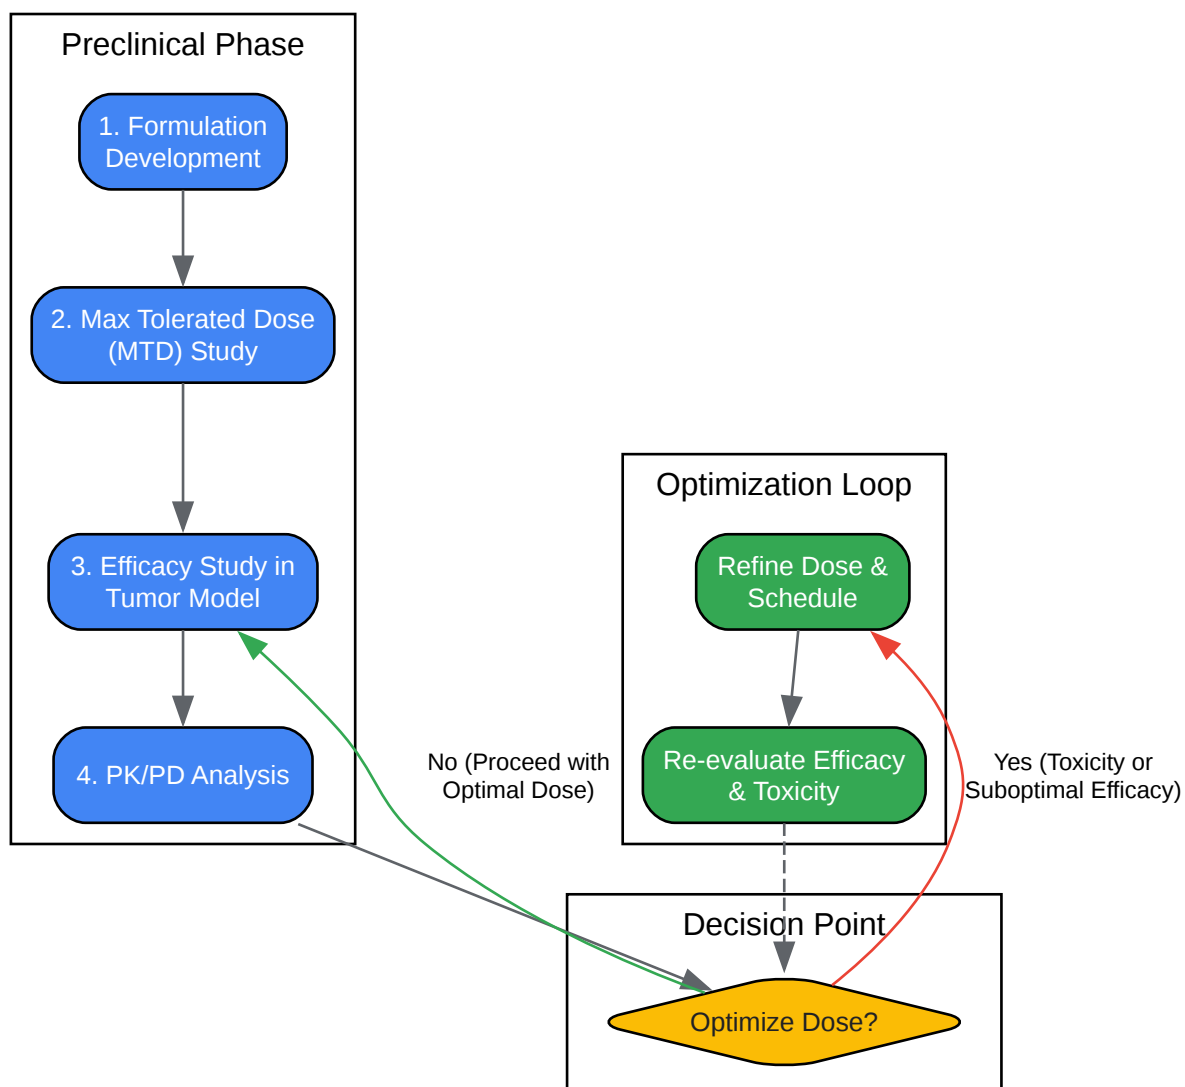 Preclinical Phase
1. Formulation
Development
2. Max Tolerated Dose
(MTD) Study
3. Efficacy Study in
Tumor Model
4. PK/PD Analysis
No (Proceed with
Optimal Dose)
Optimization Loop
Refine Dose &
Schedule
Re-evaluate Efficacy
& Toxicity
Yes (Toxicity or
Suboptimal Efficacy)
Decision Point
Optimize Dose?